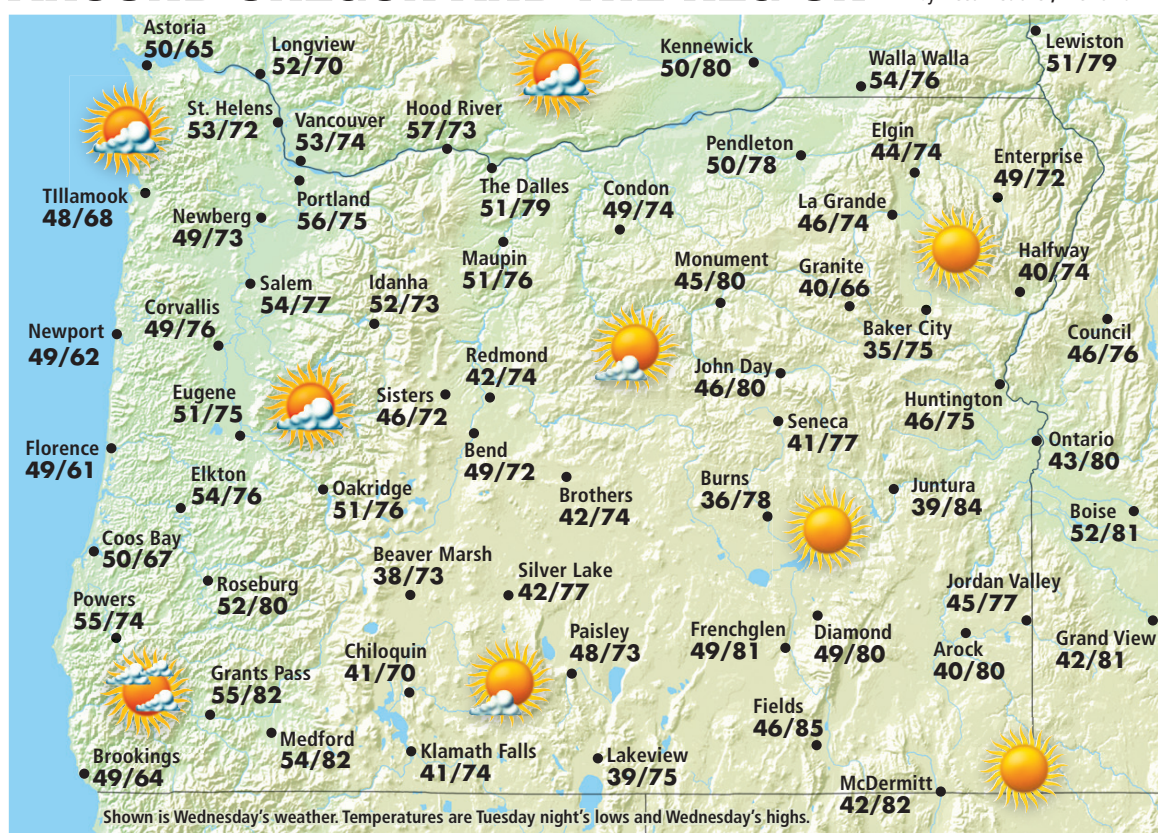 Astoria
50/65
Longview
52/70
Kennewick
50/80
Walla Walla
54/76
Lewiston
51/79
St. Helens
53/72
Vancouver
53/74
Hood River
57/73
Pendleton
50/78
Elgin
44/74
Enterprise
49/72
TIllamook
48/68
Newberg
49/73
Portland
56/75
The Dalles
51/79
Condon
49/74
La Grande
46/74
Maupin
51/76
Monument
45/80
Granite
40/66
Halfway
40/74
Salem
54/77
Idanha
52/73
Corvallis
49/76
Newport
49/62
Baker City
35/75
Council
46/76
Redmond
42/74
John Day
46/80
Eugene
51/75
Sisters
46/72
Huntington
46/75
Seneca
41/77
Florence
49/61
Bend
49/72
Ontario
43/80
Elkton
54/76
Oakridge
51/76
Brothers
42/74
Burns
36/78
Juntura
39/84
Boise
52/81
Coos Bay
50/67
Beaver Marsh
38/73
Silver Lake
42/77
Roseburg
52/80
Jordan Valley
45/77
Powers
55/74
Paisley
48/73
Frenchglen
49/81
Diamond
49/80
Arock
40/80
Grand View
42/81
Chiloquin
41/70
Grants Pass
55/82
Fields
46/85
Medford
54/82
Klamath Falls
41/74
Lakeview
39/75
Brookings
49/64
McDermitt
42/82
Shown is Wednesday's weather. Temperatures are Tuesday night's lows and Wednesday's highs.